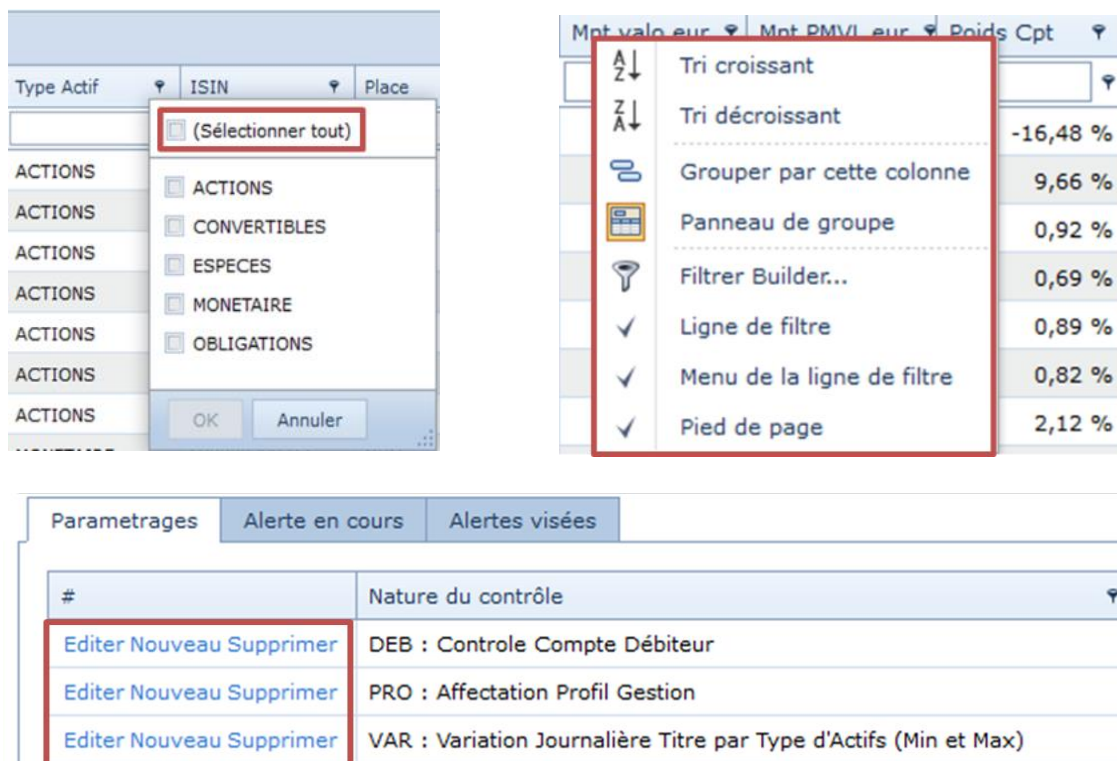 Type Actif ISIN Place
(Sélectionner tout)
ACTIONS ACTIONS
ACTIONS CONVERTIBLES
ACTIONS ESPECES
ACTIONS MONETAIRE
ACTIONS OBLIGATIONS
ACTIONS
ACTIONS OK Annuler
Mnt valo eur Mnt PMVL eur Poids Cpt
Tri croissant
Tri décroissant -16,48 %
Grouper par cette colonne 9,66 %
Panneau de groupe 0,92 %
Filtrer Builder... 0,69 %
Ligne de filtre 0,89 %
Menu de la ligne de filtre 0,82 %
Pied de page 2,12 %
Parametrages Alerte en cours Alertes visées
# Nature du contrôle
Editer Nouveau Supprimer DEB : Controle Compte Débiteur
Editer Nouveau Supprimer PRO : Affectation Profil Gestion
Editer Nouveau Supprimer VAR : Variation Journalière Titre par Type d'Actifs (Min et Max)